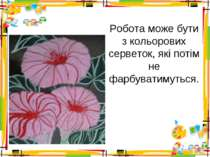 Робота може бути
з кольорових
серветок, які потім
не
фарбуватимуться.